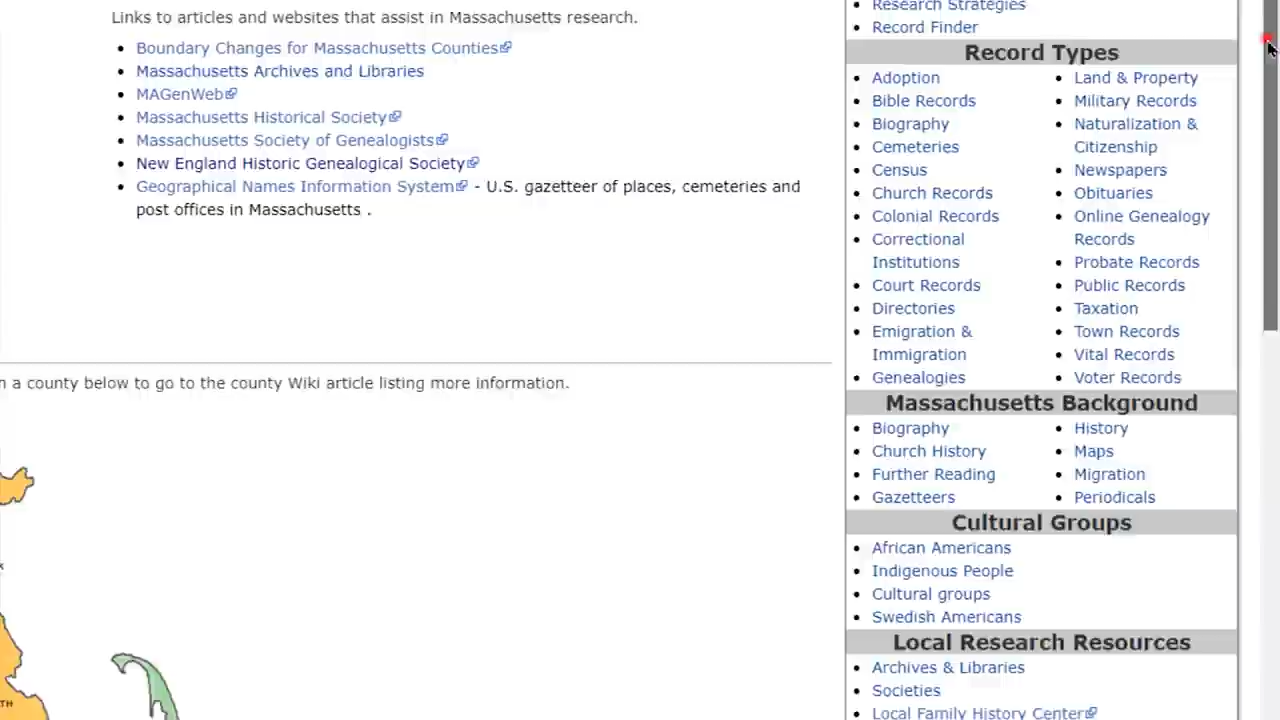 Links to articles and websites that assist in Massachusetts research.
Boundary Changes for Massachusetts Counties
Massachusetts Archives and Libraries
MAGenWeb
Massachusetts Historical Society
Massachusetts Society of Genealogists
New England Historic Genealogical Society
Geographical Names Information System - U.S. gazetteer of places, cemeteries and
post offices in Massachusetts .
n a county below to go to the county Wiki article listing more information.
TH
Research Strategies
Record Finder
Record Types
Adoption
Bible Records
Biography
Cemeteries
Census
Church Records
Colonial Records
Correctional
Institutions
Court Records
Directories
Emigration &
Immigration
Genealogies
Land & Property
Military Records
Naturalization &
Citizenship
Newspapers
Obituaries
Online Genealogy
Records
Probate Records
Public Records
Taxation
Town Records
Vital Records
Voter Records
Massachusetts Background
Biography
Church History
Further Reading
Gazetteers
History
Maps
Migration
Periodicals
Cultural Groups
African Americans
Indigenous People
Cultural groups
Swedish Americans
Local Research Resources
Archives & Libraries
Societies
Local Family History Center